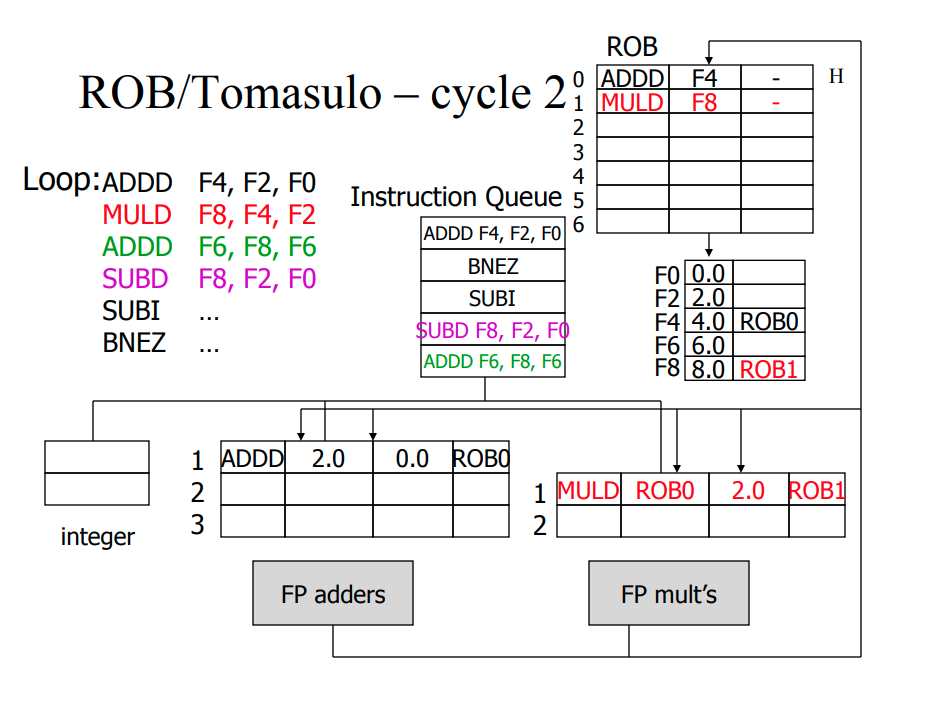 ROB/Tomasulo – cycle 2
ROB
0 ADDD F4 - H
1 MULD F8 -
2
3
4
5
6
Loop: ADDD F4, F2, F0
MULD F8, F4, F2
ADDD F6, F8, F6
SUBD F8, F2, F0
SUBI ...
BNEZ ...
Instruction Queue
ADDD F4, F2, F0
BNEZ
SUBI
SUBD F8, F2, F0
ADDD F6, F8, F6
F0 0.0
F2 2.0
F4 4.0 ROB0
F6 6.0
F8 8.0 ROB1
integer
1 ADDD 2.0 0.0 ROB0
2
3
1 MULD ROB0 2.0 ROB1
2
FP adders
FP mult's